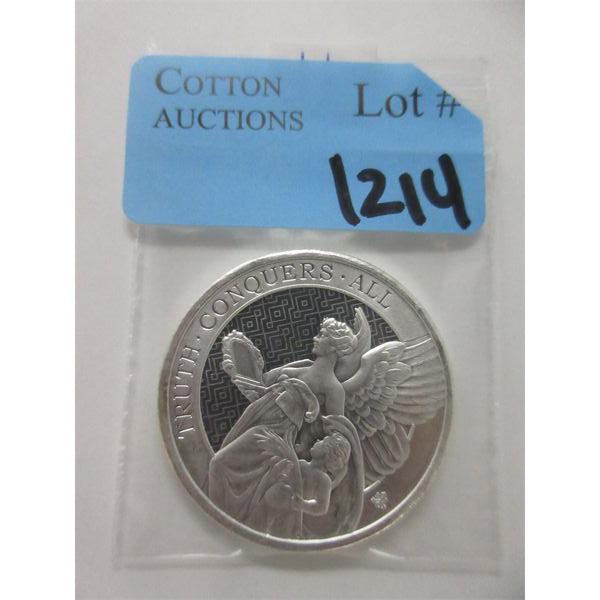 COTTON AUCTIONS
Lot #
1214
TRUTH · CONQUERS · ALL